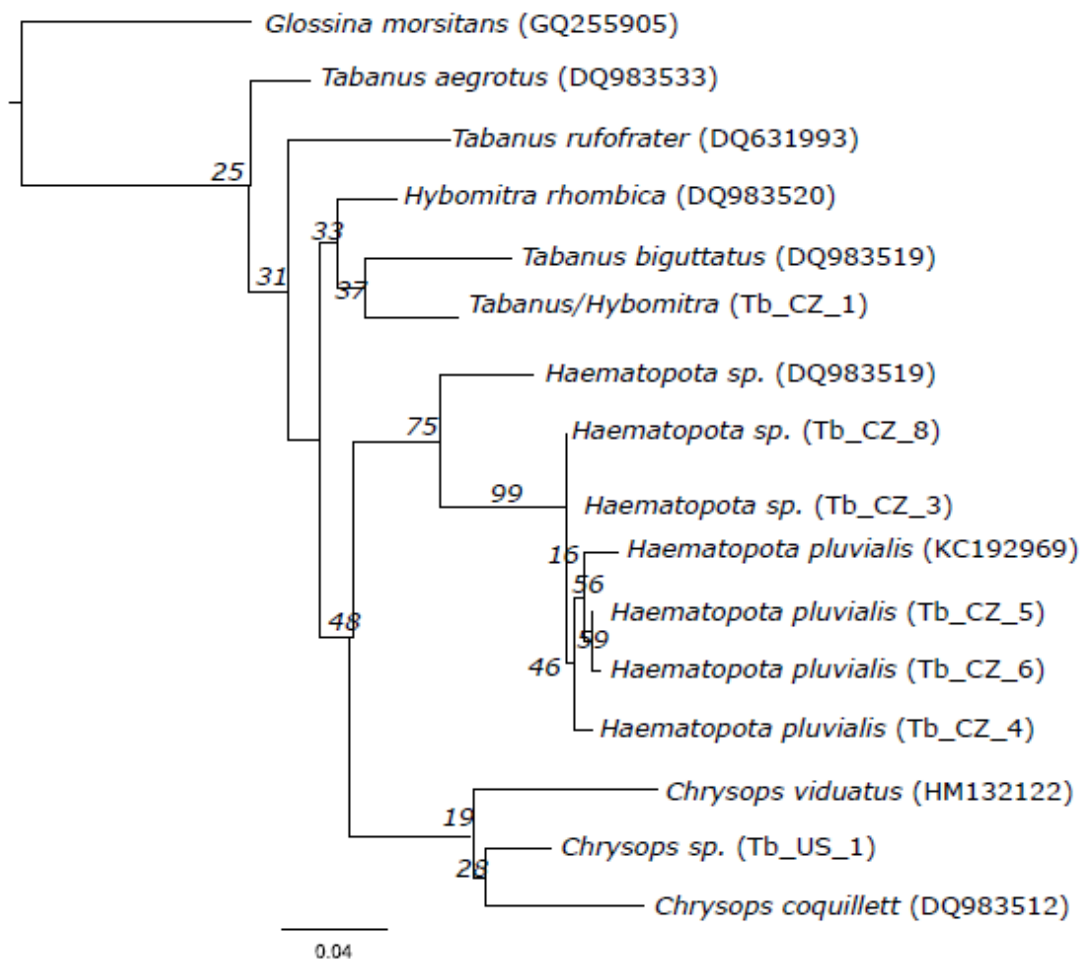 Glossina morsitans (GQ255905)
Tabanus aegrotus (DQ983533)
Tabanus rufofrater (DQ631993)
25
Hybomitra rhombica (DQ983520)
33
Tabanus biguttatus (DQ983519)
31
37
Tabanus/Hybomitra (Tb_CZ_1)
Haematopota sp. (DQ983519)
75
Haematopota sp. (Tb_CZ_8)
99
Haematopota sp. (Tb_CZ_3)
16
Haematopota pluvialis (KC192969)
56
Haematopota pluvialis (Tb_CZ_5)
48
59
46
Haematopota pluvialis (Tb_CZ_6)
Haematopota pluvialis (Tb_CZ_4)
Chrysops viduatus (HM132122)
19
Chrysops sp. (Tb_US_1)
28
Chrysops coquillett (DQ983512)
0.04